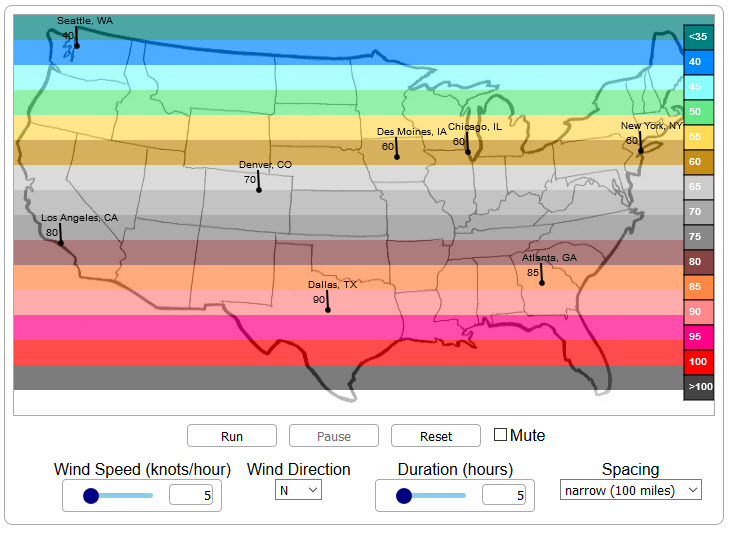 Seattle, WA
40
<35
40
45
50
55
60
65
70
75
80
85
90
95
100
>100
Des Moines, IA
60
Chicago, IL
60
New York, NY
60
Denver, CO
70
Los Angeles, CA
80
Atlanta, GA
85
Dallas, TX
90
Run
Pause
Reset
Mute
Wind Speed (knots/hour)
5
Wind Direction
N
Duration (hours)
5
Spacing
narrow (100 miles)